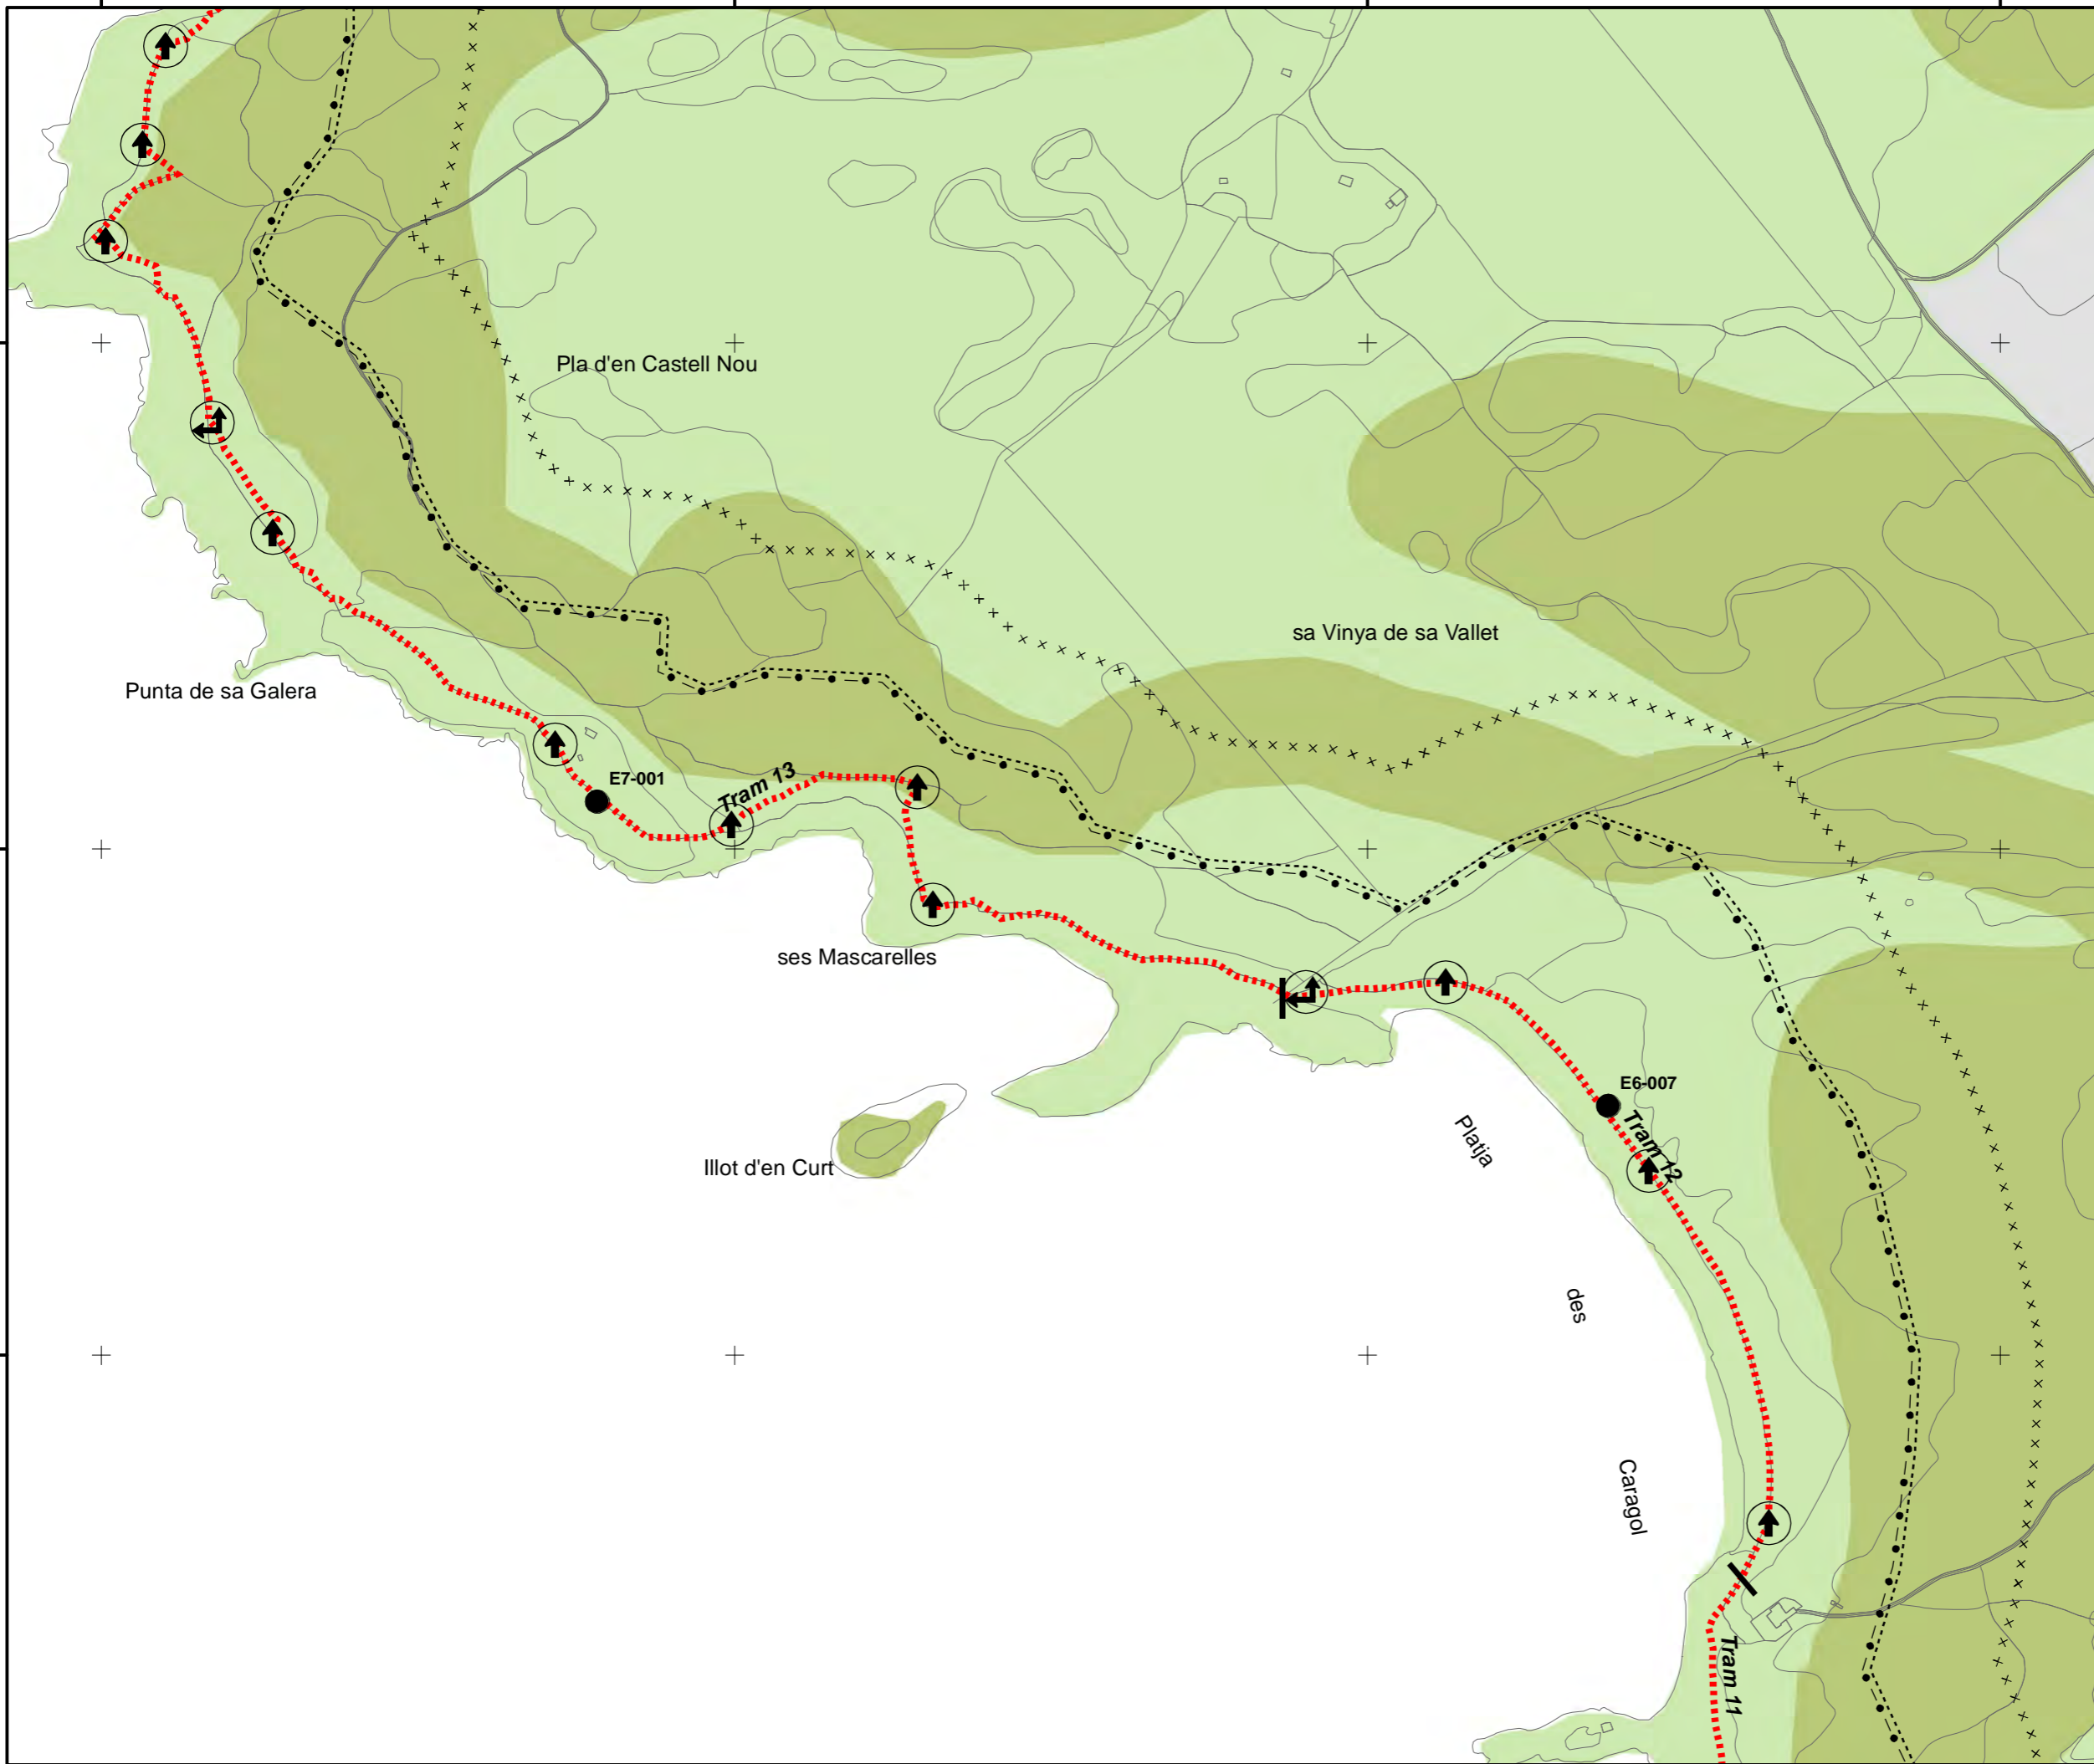 Pla d'en Castell Nou
sa Vinya de sa Vallet
Punta de sa Galera
E7-001
Tram 13
ses Mascarelles
E6-007
Tram 12
Illot d'en Curt
Platja
des
Caragol
Tram 11